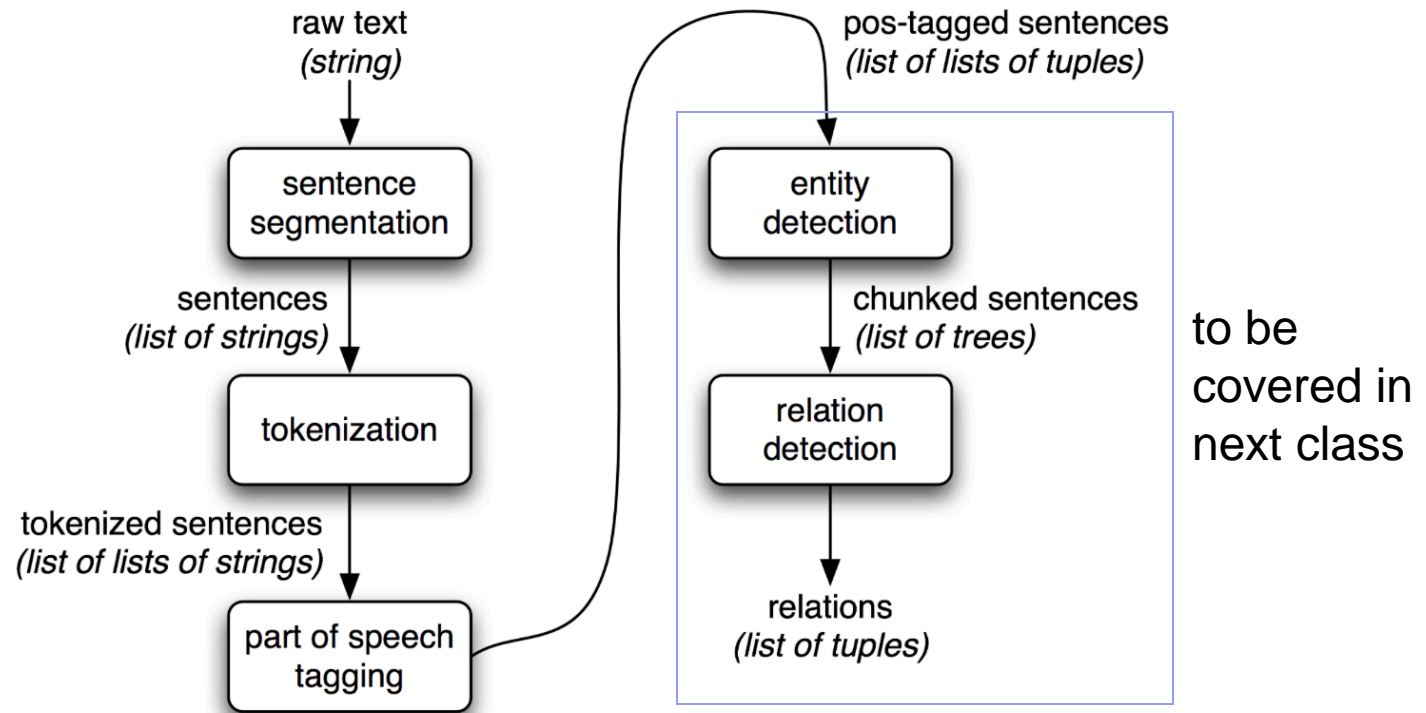 raw text
(string)
sentence
segmentation
sentences
(list of strings)
tokenization
tokenized sentences
(list of lists of strings)
part of speech
tagging
pos-tagged sentences
(list of lists of tuples)
entity
detection
chunked sentences
(list of trees)
relation
detection
relations
(list of tuples)
to be
covered in
next class